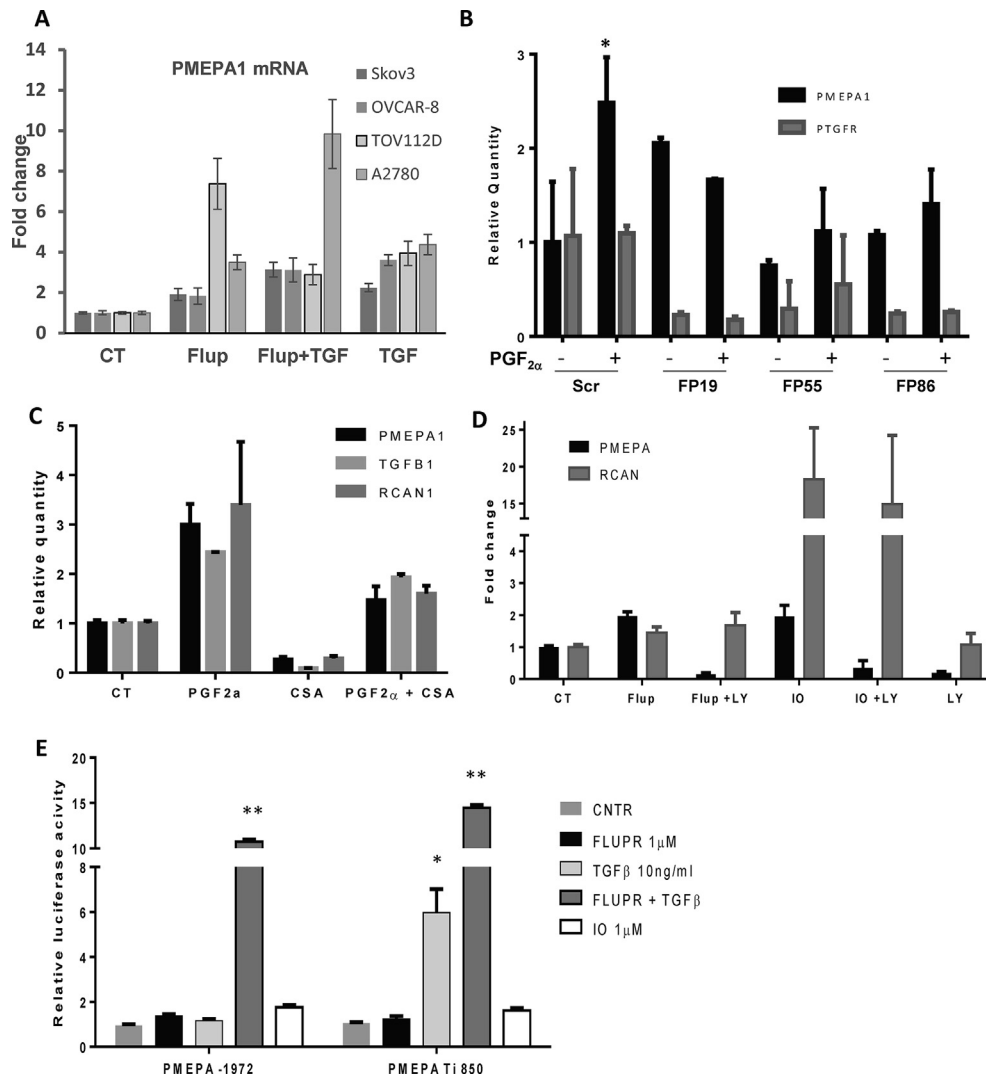 A
PMEPA1 mRNA
Fold change
14
12
10
8
6
4
2
0
Skov3
OVCAR-8
TOV112D
A2780
CT Flup Flup+TGF TGF
B
Relative Quantity
3
2
1
0
*
PMEPA1
PTGFR
PGF2α - + - + - + - +
Scr FP19 FP55 FP86
C
Relative quantity
5
4
3
2
1
0
PMEPA1
TGFB1
RCAN1
CT PGF2a CSA PGF2α + CSA
D
Fold change
25
20
15
10
4
3
2
1
0
PMEPA
RCAN
CT Flup Flup+LY IO IO +LY LY
E
Relative luciferase acivity
20
15
10
8
6
4
2
0
**
*
**
CNTR
FLUPR 1µM
TGFβ 10ng/ml
FLUPR + TGFβ
IO 1µM
PMEPA -1972 PMEPA Ti 850